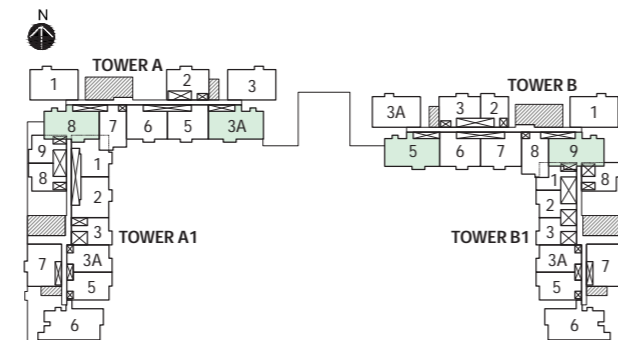 N
TOWER A
1 2 3
8 7 6 5 3A
9 1
8 2
3
TOWER A1
7 3A
5
6
TOWER B
3A 3 2 1
5 6 7 8 9
1 8
2
3
TOWER B1
3A 7
5
6